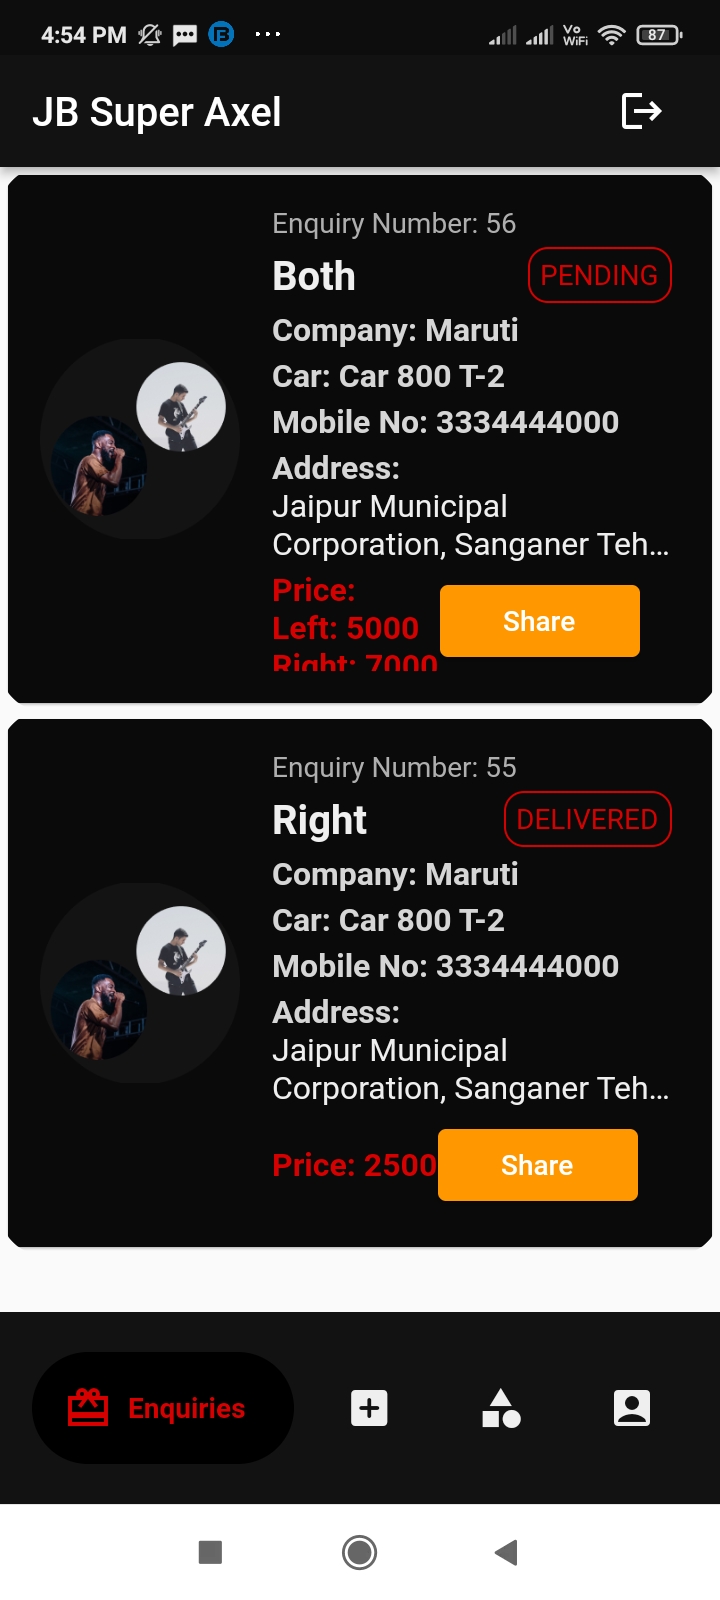 4:54 PM
Vo
WiFi
87
JB Super Axel
Enquiry Number: 56
Both
PENDING
Company: Maruti
Car: Car 800 T-2
Mobile No: 3334444000
Address:
Jaipur Municipal
Corporation, Sanganer Teh...
Price:
Left: 5000
Right: 7000
Share
Enquiry Number: 55
Right
DELIVERED
Company: Maruti
Car: Car 800 T-2
Mobile No: 3334444000
Address:
Jaipur Municipal
Corporation, Sanganer Teh...
Price: 2500
Share
Enquiries